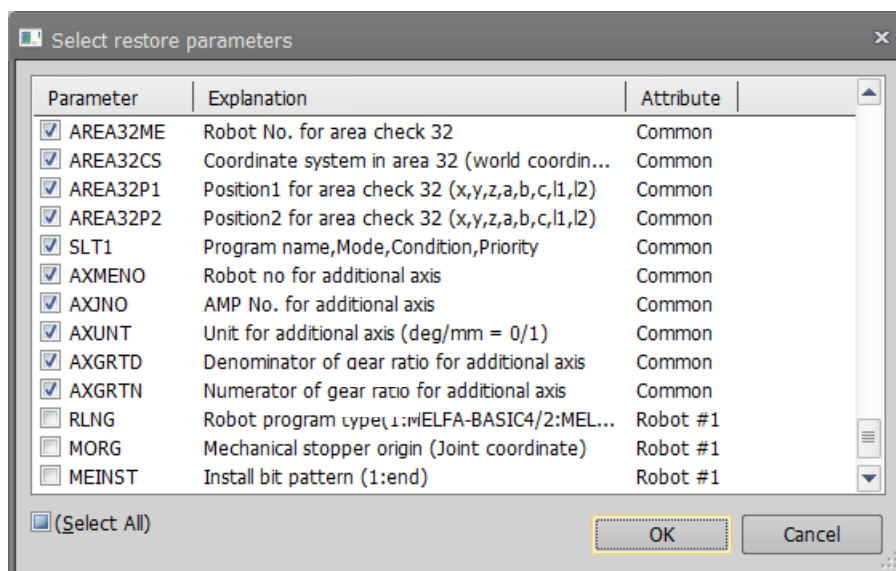 Select restore parameters
Parameter Explanation Attribute
AREA32ME Robot No. for area check 32 Common
AREA32CS Coordinate system in area 32 (world coordin... Common
AREA32P1 Position1 for area check 32 (x,y,z,a,b,c,l1,l2) Common
AREA32P2 Position2 for area check 32 (x,y,z,a,b,c,l1,l2) Common
SLT1 Program name,Mode,Condition,Priority Common
AXMENO Robot no for additional axis Common
AXJNO AMP No. for additional axis Common
AXUNT Unit for additional axis (deg/mm = 0/1) Common
AXGRTD Denominator of gear ratio for additional axis Common
AXGRTN Numerator of gear ratio for additional axis Common
RLNG Robot program type(1:MELFA-BASIC4/2:MEL... Robot #1
MORG Mechanical stopper origin (Joint coordinate) Robot #1
MEINST Install bit pattern (1:end) Robot #1
(Select All)
OK Cancel